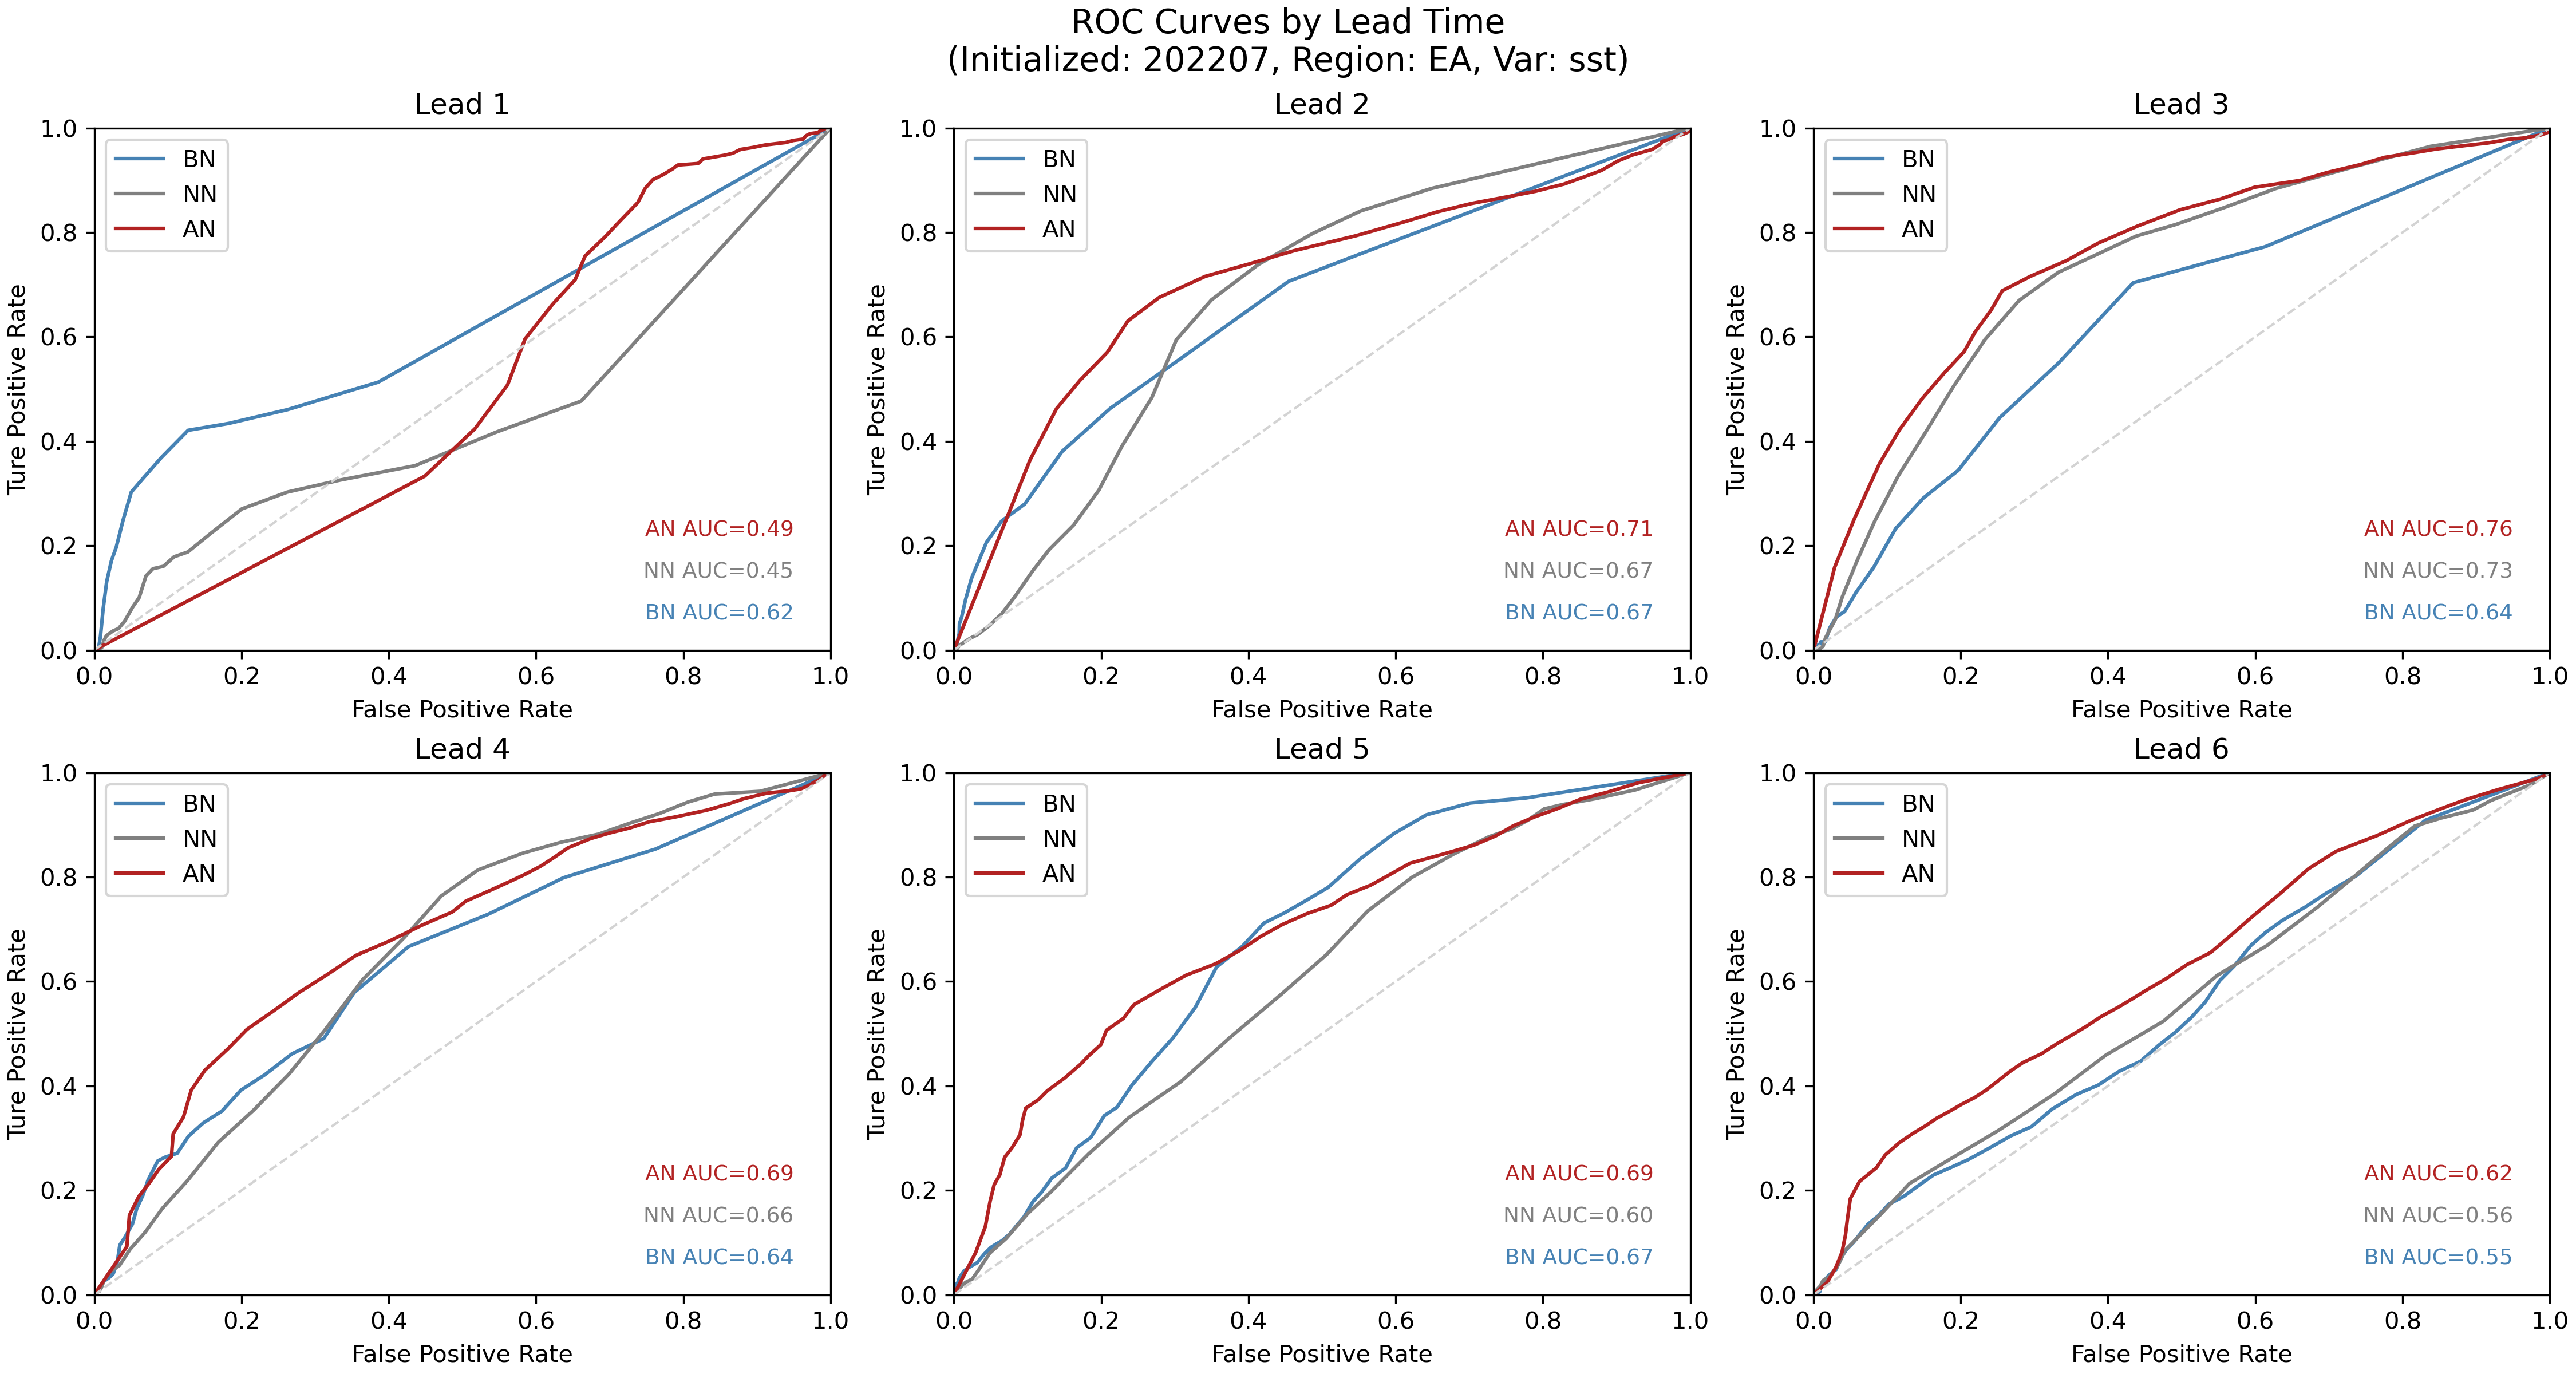 ROC Curves by Lead Time
(Initialized: 202207, Region: EA, Var: sst)
Lead 1
1.0
0.8
0.6
0.4
0.2
0.0
Ture Positive Rate
BN
NN
AN
AN AUC=0.49
NN AUC=0.45
BN AUC=0.62
0.0 0.2 0.4 0.6 0.8 1.0
False Positive Rate
Lead 2
1.0
0.8
0.6
0.4
0.2
0.0
Ture Positive Rate
BN
NN
AN
AN AUC=0.71
NN AUC=0.67
BN AUC=0.67
0.0 0.2 0.4 0.6 0.8 1.0
False Positive Rate
Lead 3
1.0
0.8
0.6
0.4
0.2
0.0
Ture Positive Rate
BN
NN
AN
AN AUC=0.76
NN AUC=0.73
BN AUC=0.64
0.0 0.2 0.4 0.6 0.8 1.0
False Positive Rate
Lead 4
1.0
0.8
0.6
0.4
0.2
0.0
Ture Positive Rate
BN
NN
AN
AN AUC=0.69
NN AUC=0.66
BN AUC=0.64
0.0 0.2 0.4 0.6 0.8 1.0
False Positive Rate
Lead 5
1.0
0.8
0.6
0.4
0.2
0.0
Ture Positive Rate
BN
NN
AN
AN AUC=0.69
NN AUC=0.60
BN AUC=0.67
0.0 0.2 0.4 0.6 0.8 1.0
False Positive Rate
Lead 6
1.0
0.8
0.6
0.4
0.2
0.0
Ture Positive Rate
BN
NN
AN
AN AUC=0.62
NN AUC=0.56
BN AUC=0.55
0.0 0.2 0.4 0.6 0.8 1.0
False Positive Rate